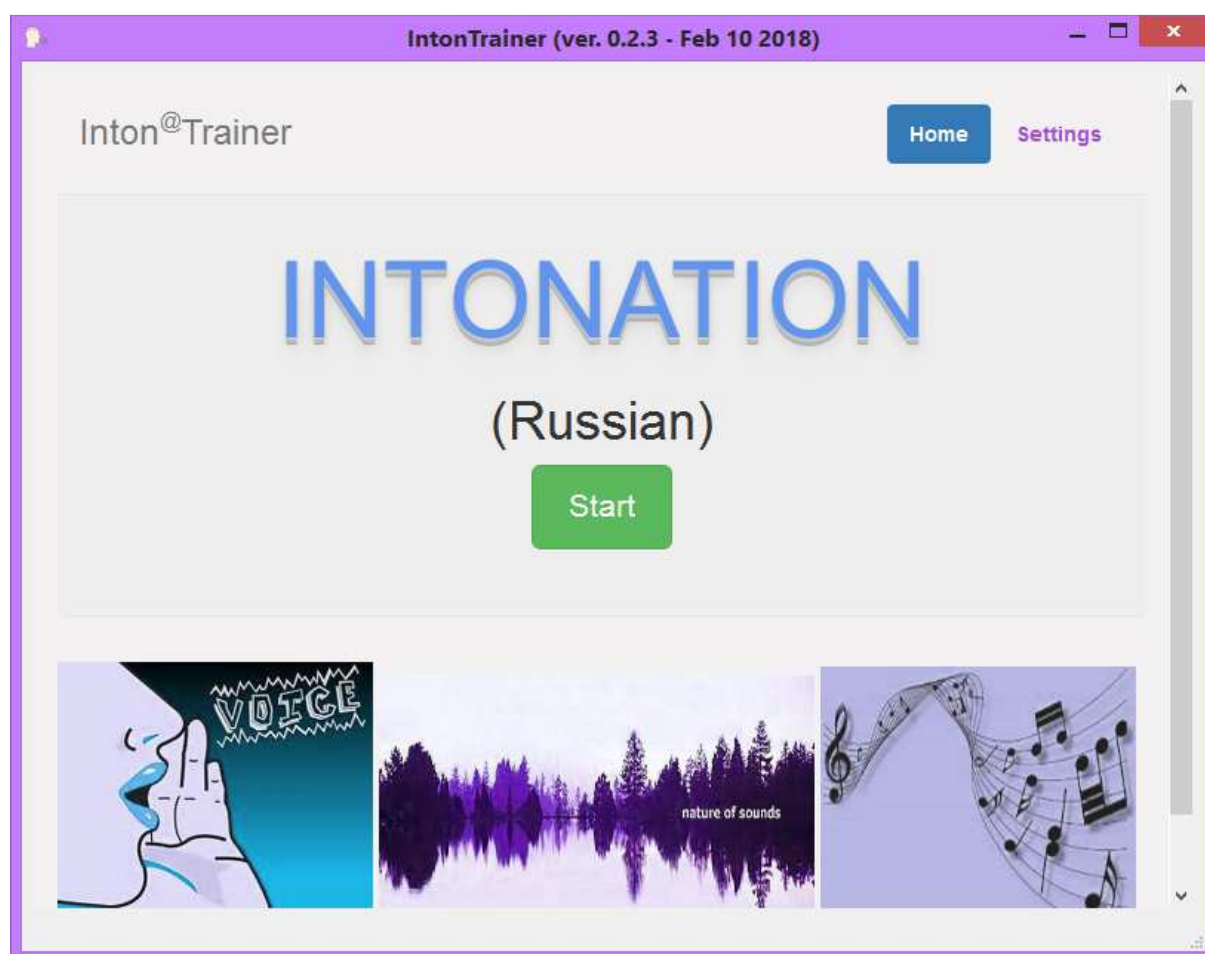 IntonTrainer (ver. 0.2.3 - Feb 10 2018)
Inton@Trainer
Home
Settings
INTONATION
(Russian)
Start
VOICE
nature of sounds